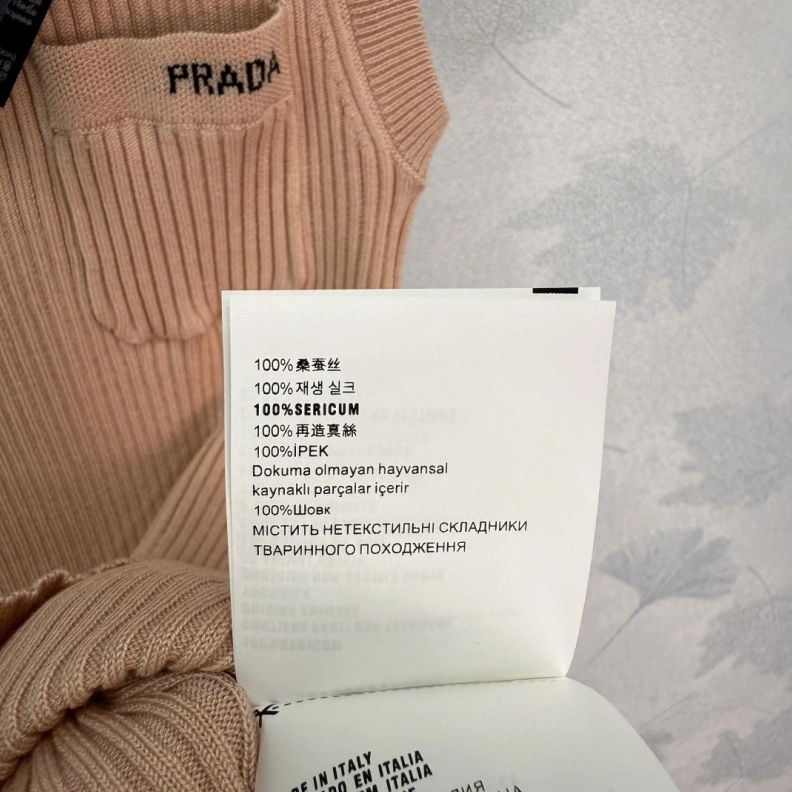 PRADA
100%桑蚕丝
100%재생 실크
100%SERICUM
100%再造真絲
100%İPEK
Dokuma olmayan hayvansal
kaynaklı parçalar içerir
100%Шовк
МІСТИТЬ НЕТЕКСТИЛЬНІ СКЛАДНИКИ
ТВАРИННОГО ПОХОДЖЕННЯ
IN ITALY
EN ITALIA
ITALIA